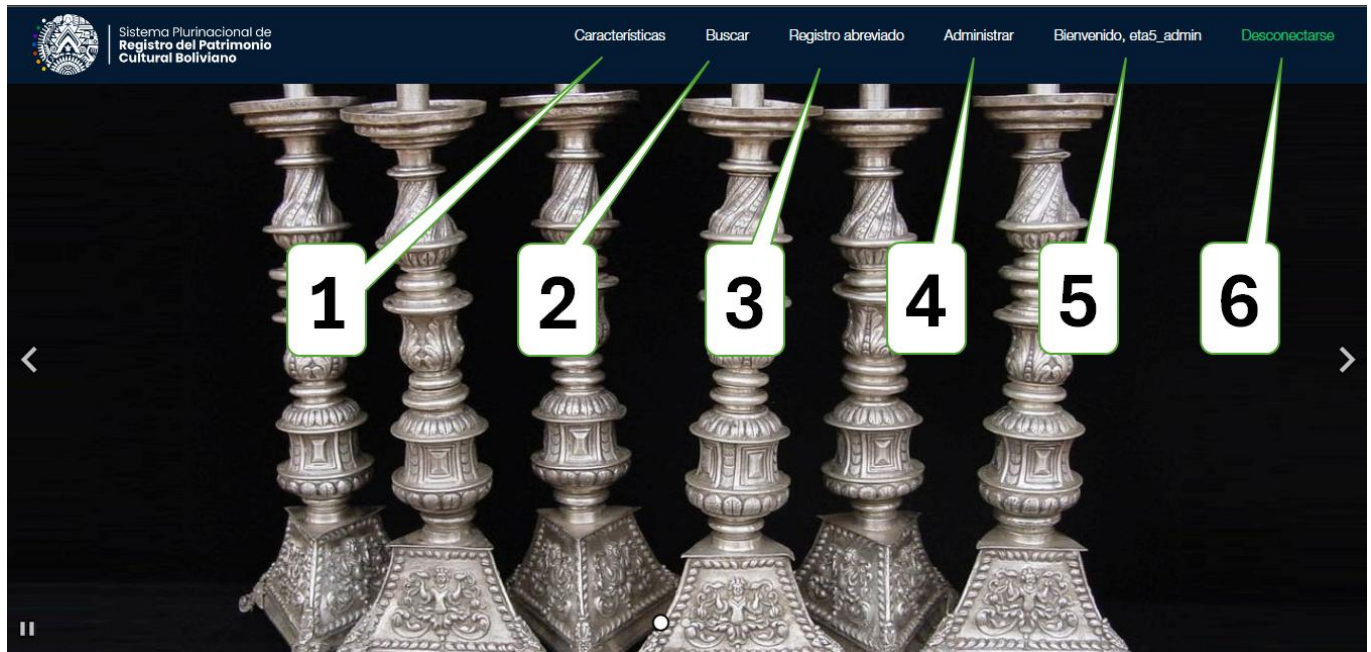 Sistema Plurinacional de
Registro del Patrimonio
Cultural Boliviano
Características Buscar Registro abreviado Administrar Bienvenido, eta5_admin Desconectarse
1 2 3 4 5 6